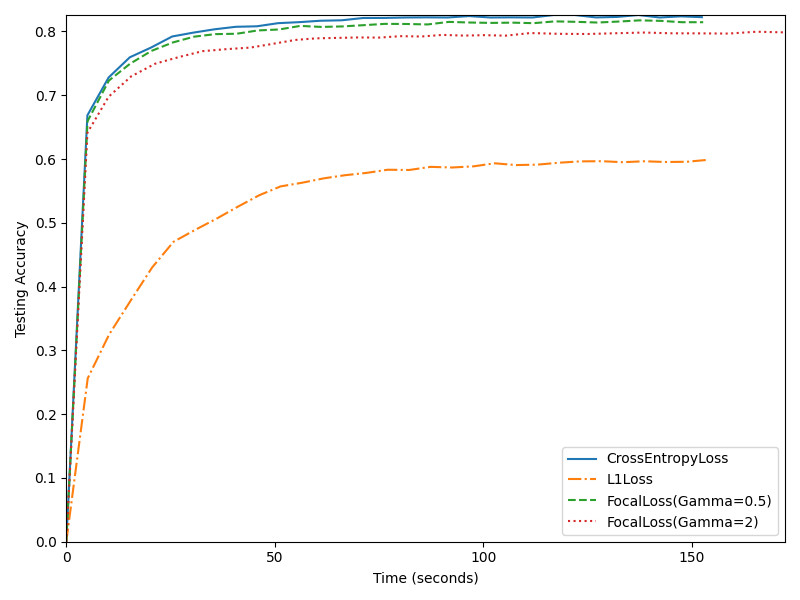 0.8
0.7
0.6
0.5
0.4
0.3
0.2
0.1
0.0
Testing Accuracy
CrossEntropyLoss
L1Loss
FocalLoss(Gamma=0.5)
FocalLoss(Gamma=2)
0
50
100
150
Time (seconds)